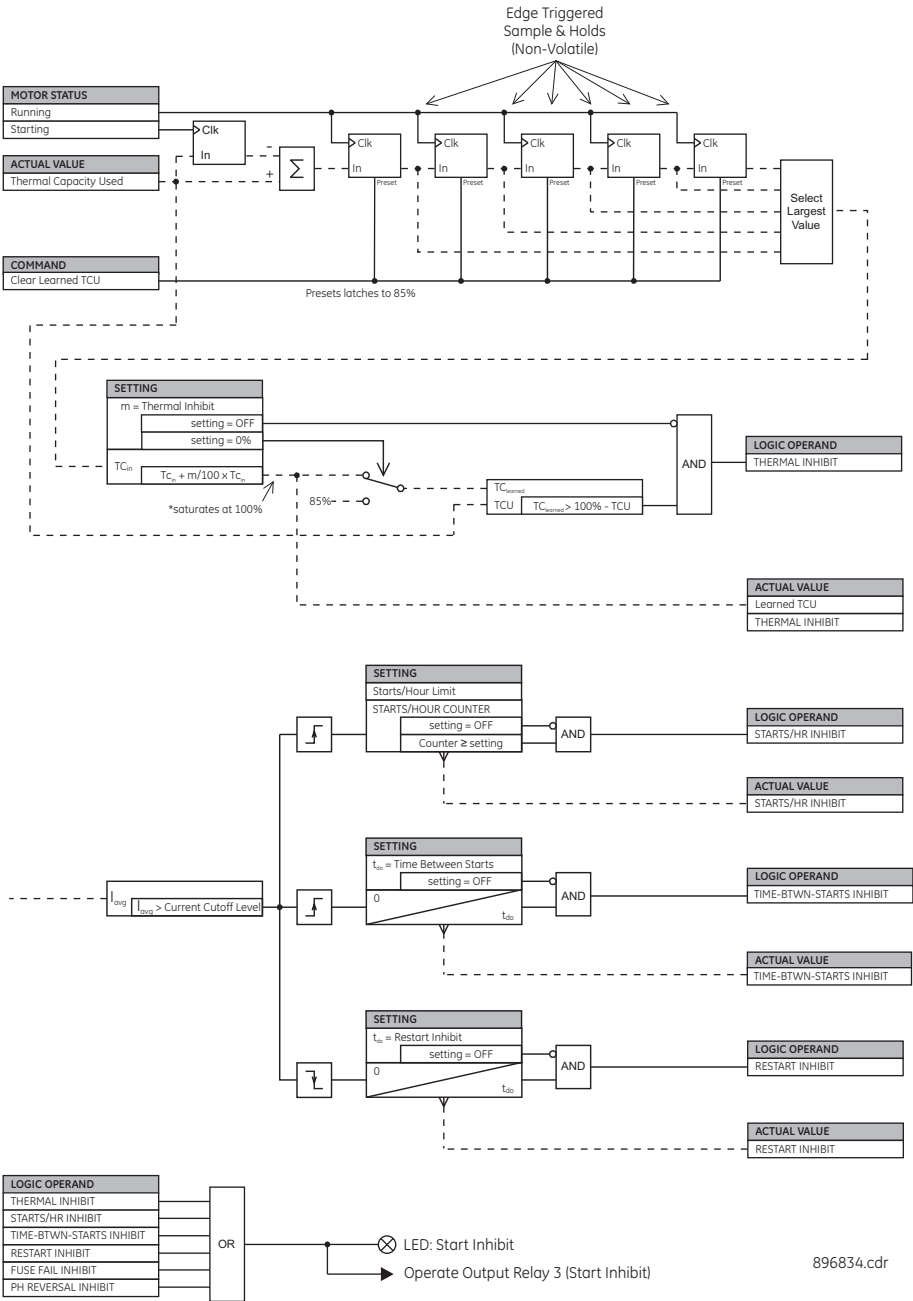 Edge Triggered
Sample & Holds
(Non-Volatile)
MOTOR STATUS
Running
Starting
Clk
In
ACTUAL VALUE
Thermal Capacity Used
-
+
Σ
Clk
In
Preset
Clk
In
Preset
Clk
In
Preset
Clk
In
Preset
Clk
In
Preset
Select
Largest
Value
COMMAND
Clear Learned TCU
Presets latches to 85%
SETTING
m = Thermal Inhibit
setting = OFF
setting = 0%
TCin
Tcin + m/100 x Tcin
*saturates at 100%
85%
TClearned
TCU
TClearned > 100% - TCU
AND
LOGIC OPERAND
THERMAL INHIBIT
ACTUAL VALUE
Learned TCU
THERMAL INHIBIT
SETTING
Starts/Hour Limit
STARTS/HOUR COUNTER
setting = OFF
Counter ≥ setting
AND
LOGIC OPERAND
STARTS/HR INHIBIT
ACTUAL VALUE
STARTS/HR INHIBIT
SETTING
tdo = Time Between Starts
setting = OFF
0
tdo
AND
LOGIC OPERAND
TIME-BTWN-STARTS INHIBIT
Iavg
Iavg > Current Cutoff Level
ACTUAL VALUE
TIME-BTWN-STARTS INHIBIT
SETTING
tdo = Restart Inhibit
setting = OFF
0
tdo
AND
LOGIC OPERAND
RESTART INHIBIT
ACTUAL VALUE
RESTART INHIBIT
LOGIC OPERAND
THERMAL INHIBIT
STARTS/HR INHIBIT
TIME-BTWN-STARTS INHIBIT
RESTART INHIBIT
FUSE FAIL INHIBIT
PH REVERSAL INHIBIT
OR
LED: Start Inhibit
Operate Output Relay 3 (Start Inhibit)
896834.cdr